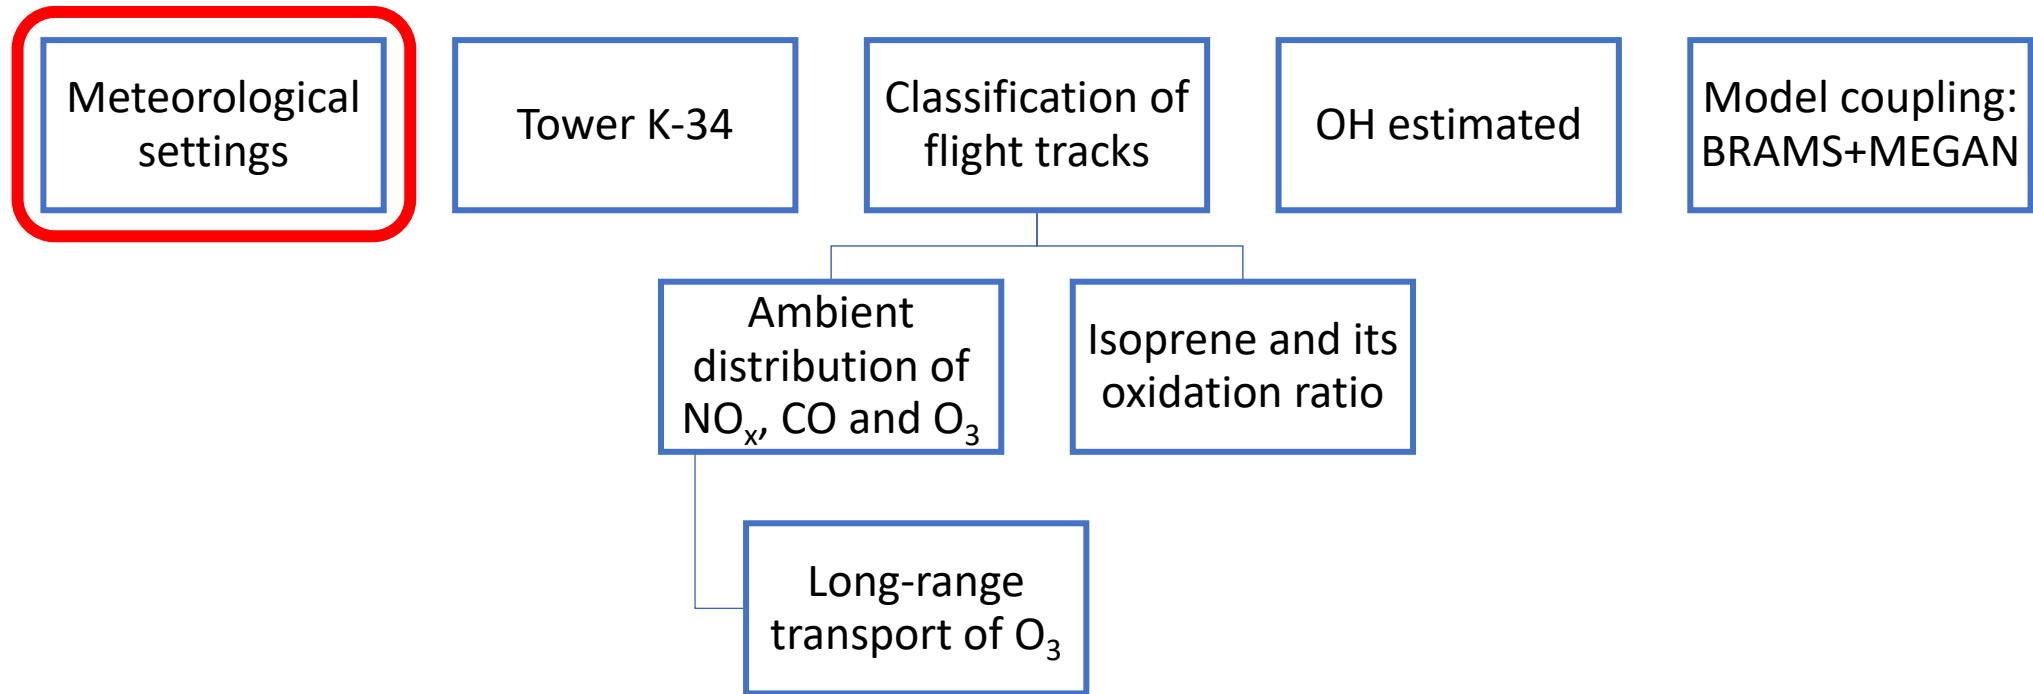 Meteorological
settings
Tower K-34
Classification of
flight tracks
OH estimated
Model coupling:
BRAMS+MEGAN
Ambient
distribution of
NOₓ, CO and O₃
Isoprene and its
oxidation ratio
Long-range
transport of O₃